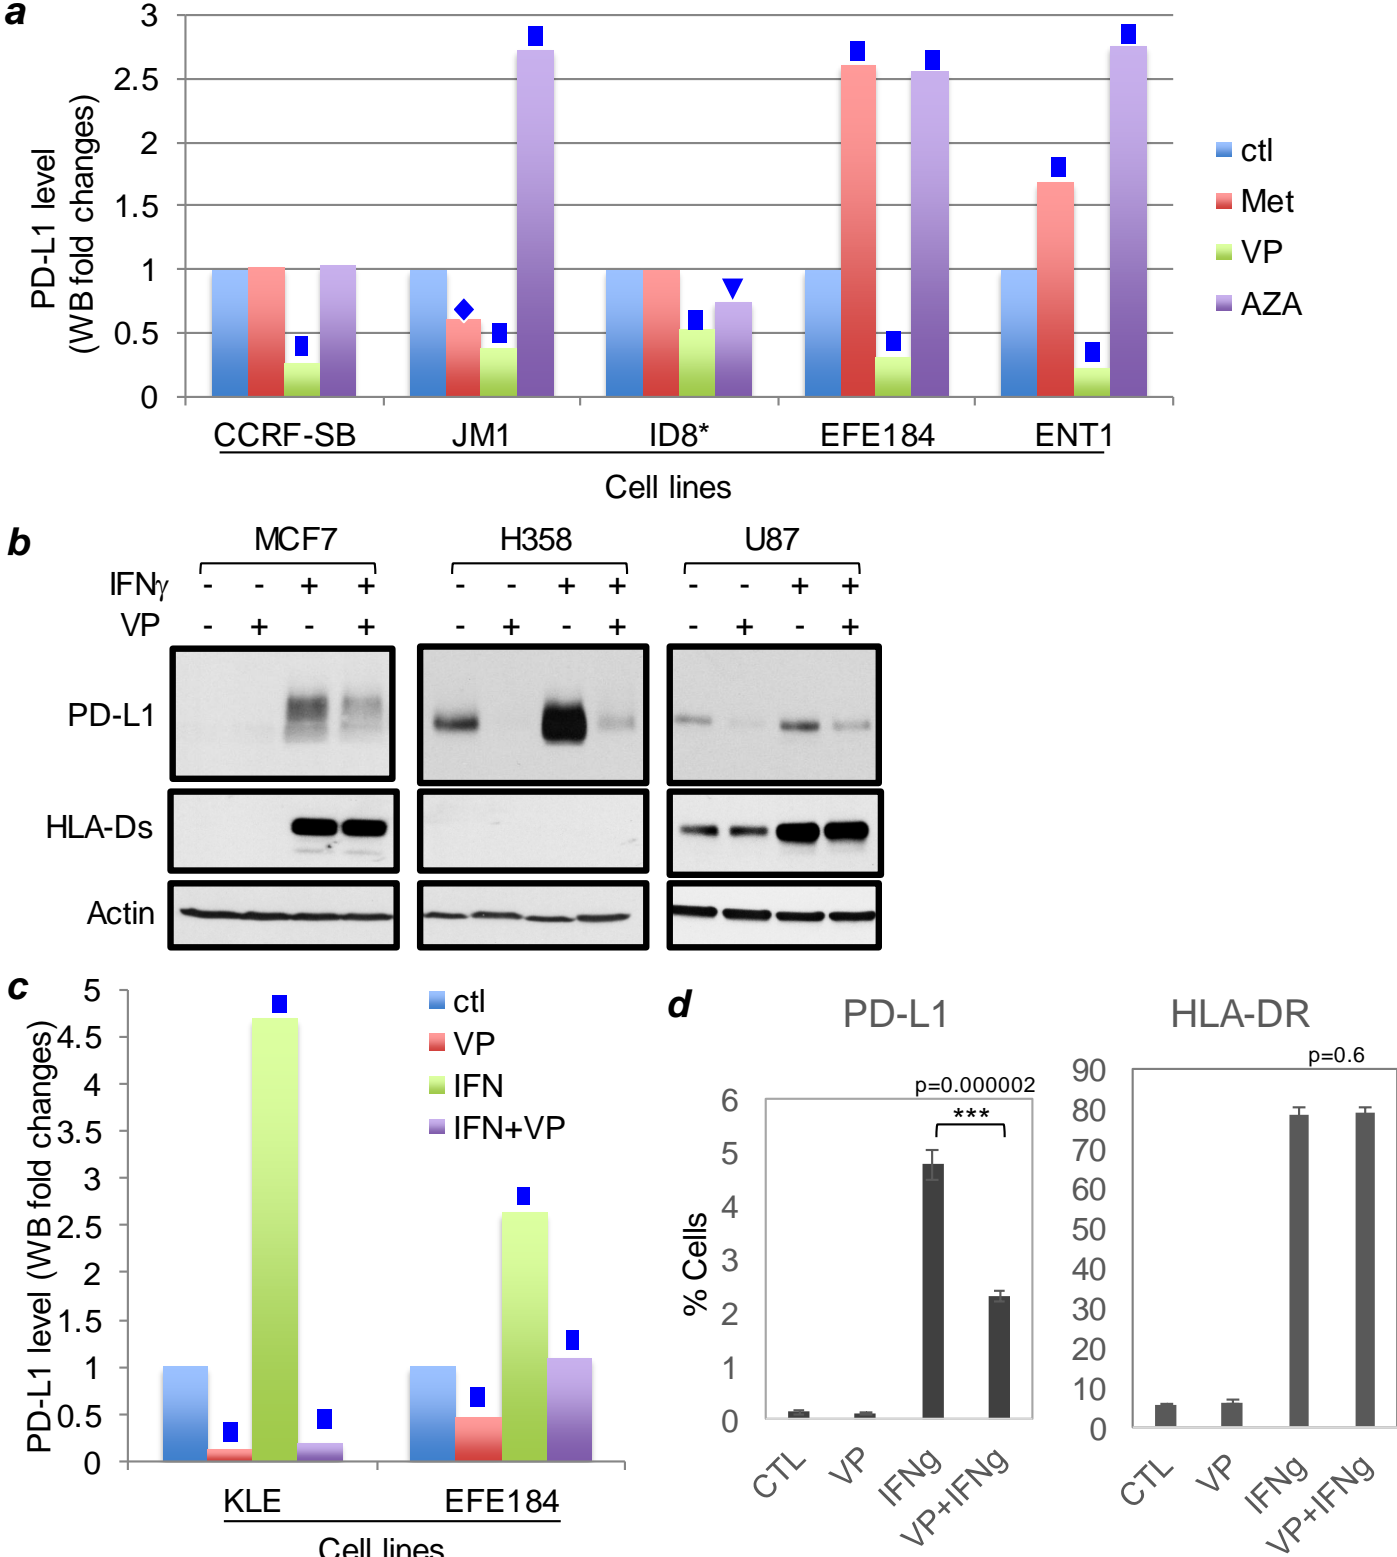 a
3
2.5
2
1.5
1
0.5
0
PD-L1 level
(WB fold changes)
CCRF-SB JM1 ID8* EFE184 ENT1
Cell lines
ctl
Met
VP
AZA
b
MCF7 H358 U87
IFNγ - - + + - - + + - - + +
VP - + - + - + - + - + - +
PD-L1
HLA-Ds
Actin
c
5
4.5
4
3.5
3
2.5
2
1.5
1
0.5
0
PD-L1 level (WB fold changes)
ctl
VP
IFN
IFN+VP
KLE EFE184
Cell lines
d
PD-L1
p=0.000002
***
6
5
4
3
2
1
0
% Cells
CTL VP IFNg VP+IFNg
HLA-DR
p=0.6
90
80
70
60
50
40
30
20
10
0
CTL VP IFNg VP+IFNg